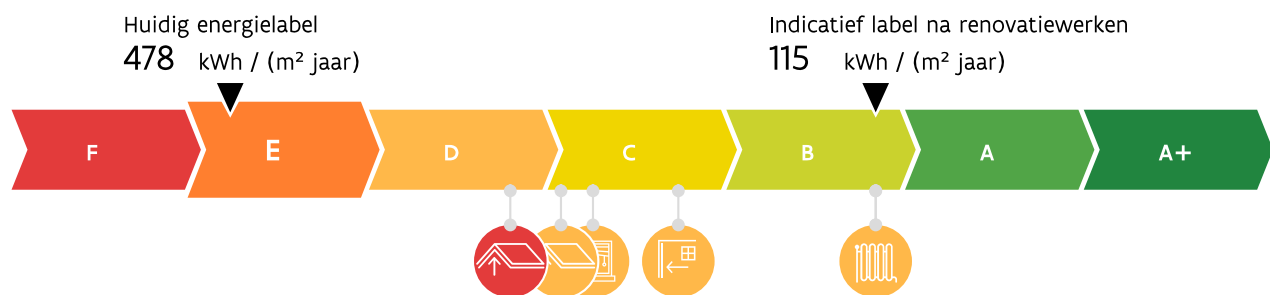 Huidig energielabel
478 kWh / (m² jaar)
Indicatief label na renovatiewerken
115 kWh / (m² jaar)
F E D C B A A+